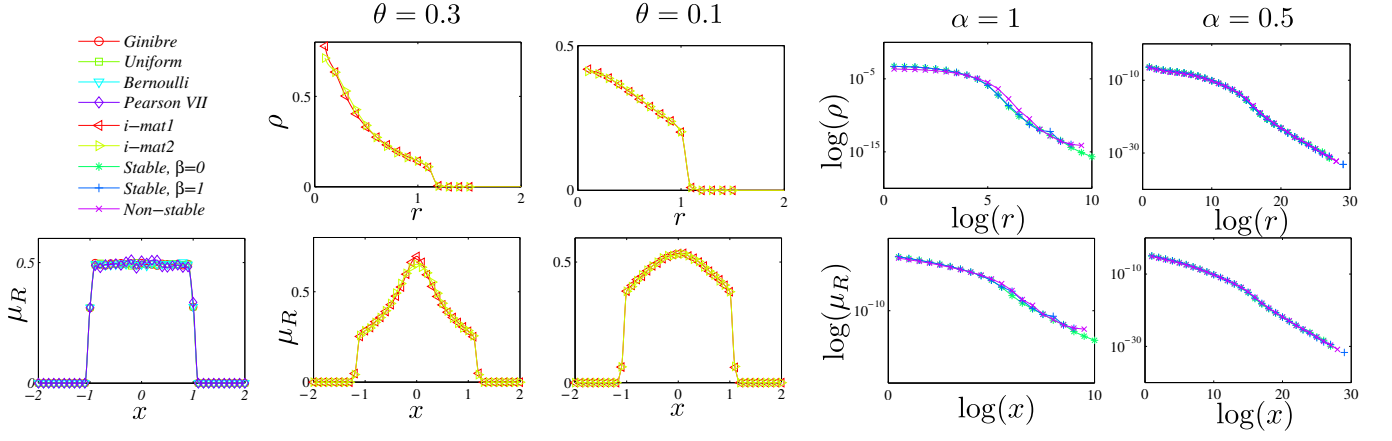 θ = 0.3
θ = 0.1
α = 1
α = 0.5
Ginibre
Uniform
Bernoulli
Pearson VII
i−mat1
i−mat2
Stable, β=0
Stable, β=1
Non−stable
ρ
0.5
0
0
1
2
r
0.5
0
0
1
2
r
log(ρ)
10^-5
10^-15
5
10
log(r)
10^-10
10^-30
0
10
20
30
log(r)
μ_R
0.5
0
−2
−1
0
1
2
x
μ_R
0.5
0
−2
−1
0
1
2
x
0.5
0
−2
−1
0
1
2
x
log(μ_R)
10^-10
0
5
10
log(x)
10^-10
10^-30
0
10
20
30
log(x)